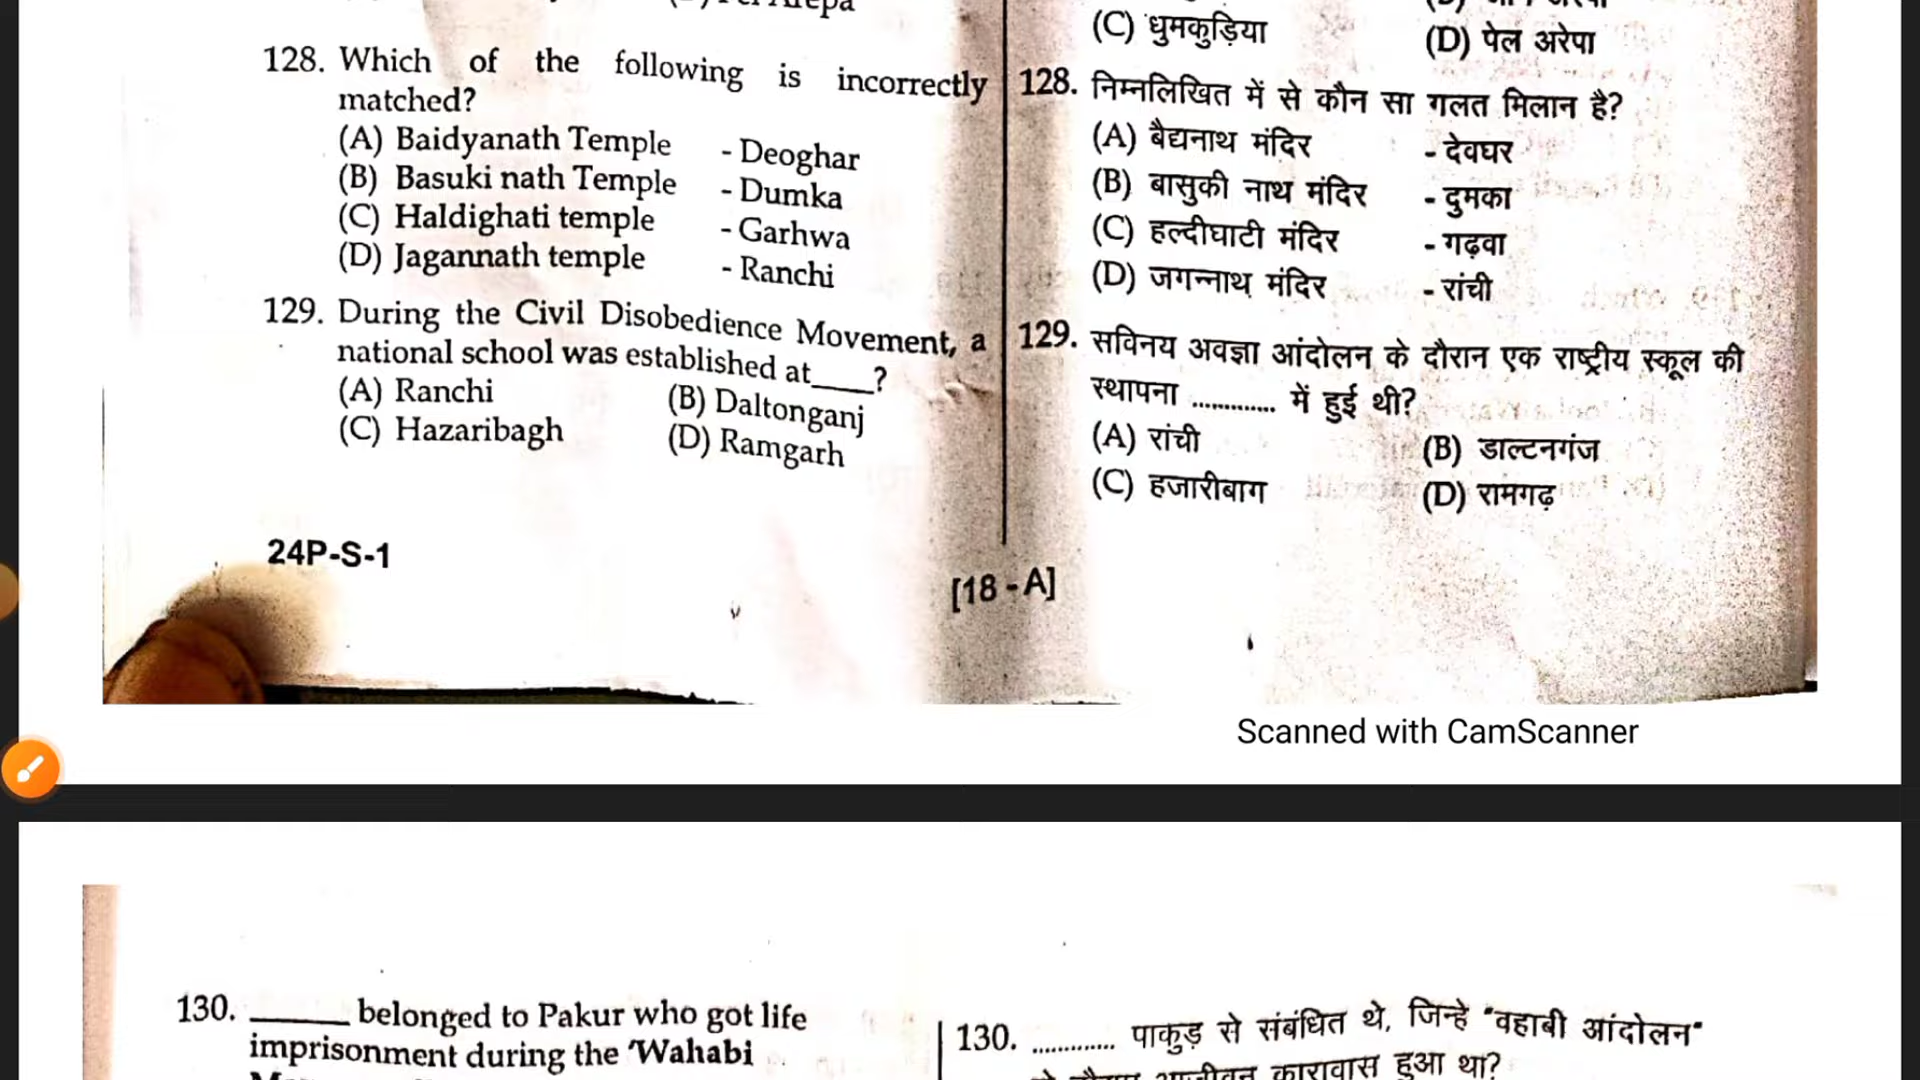 128. Which of the following is incorrectly
matched?
(A) Baidyanath Temple - Deoghar
(B) Basuki nath Temple - Dumka
(C) Haldighati temple - Garhwa
(D) Jagannath temple - Ranchi
129. During the Civil Disobedience Movement, a
national school was established at____?
(A) Ranchi (B) Daltonganj
(C) Hazaribagh (D) Ramgarh
24P-S-1
(C) धुमकुड़िया (D) पेल अरेपा
128. निम्नलिखित में से कौन सा गलत मिलान है?
(A) बैद्यनाथ मंदिर - देवघर
(B) बासुकी नाथ मंदिर - दुमका
(C) हल्दीघाटी मंदिर - गढ़वा
(D) जगन्नाथ मंदिर - रांची
129. सविनय अवज्ञा आंदोलन के दौरान एक राष्ट्रीय स्कूल की
स्थापना ............. में हुई थी?
(A) रांची (B) डाल्टनगंज
(C) हजारीबाग (D) रामगढ़
[18 - A]
Scanned with CamScanner
130. ______ belonged to Pakur who got life
imprisonment during the 'Wahabi
130. ............ पाकुड़ से संबंधित थे, जिन्हे "वहाबी आंदोलन"
कारावास हुआ था?